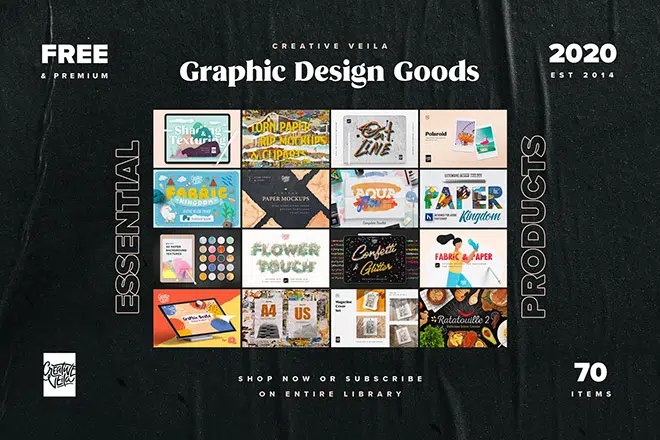 FREE
& PREMIUM
CREATIVE VEILA
Graphic Design Goods
2020
EST 2014
ESSENTIAL
PRODUCTS
Shading
&
Texturing
TORN PAPER
RIP MOCKUPS
& CLIPARTS
Out
LINE
Polaroid
FABRIC
KINGDOM
PAPER MOCKUPS
AQUA
PAPER
Kingdom
FLOWER
TOUCH
Confetti
& Glitter
FABRIC & PAPER
A4
US
Ratatouille 2
Creative
Veila
SHOP NOW OR SUBSCRIBE
ON ENTIRE LIBRARY
70
ITEMS